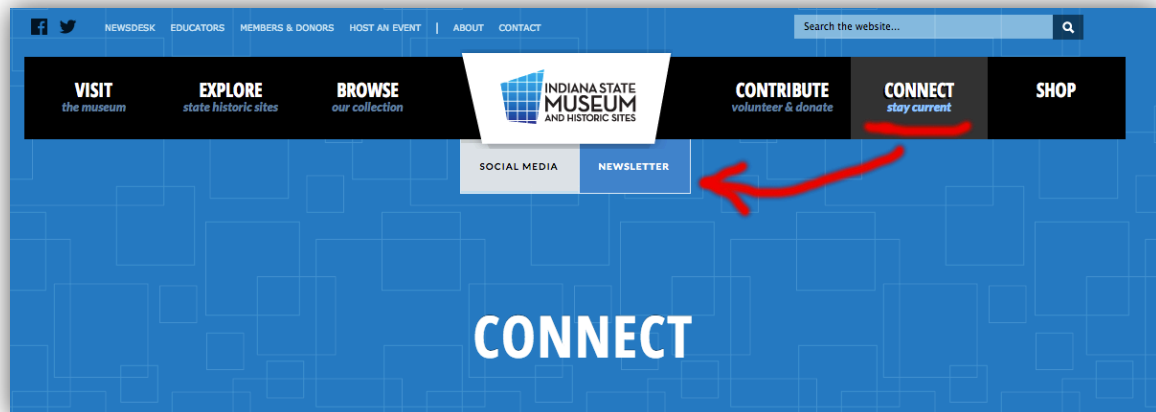 NEWSDESK EDUCATORS MEMBERS & DONORS HOST AN EVENT | ABOUT CONTACT
Search the website...
VISIT
the museum
EXPLORE
state historic sites
BROWSE
our collection
INDIANA STATE
MUSEUM
AND HISTORIC SITES
CONTRIBUTE
volunteer & donate
CONNECT
stay current
SHOP
SOCIAL MEDIA
NEWSLETTER
CONNECT